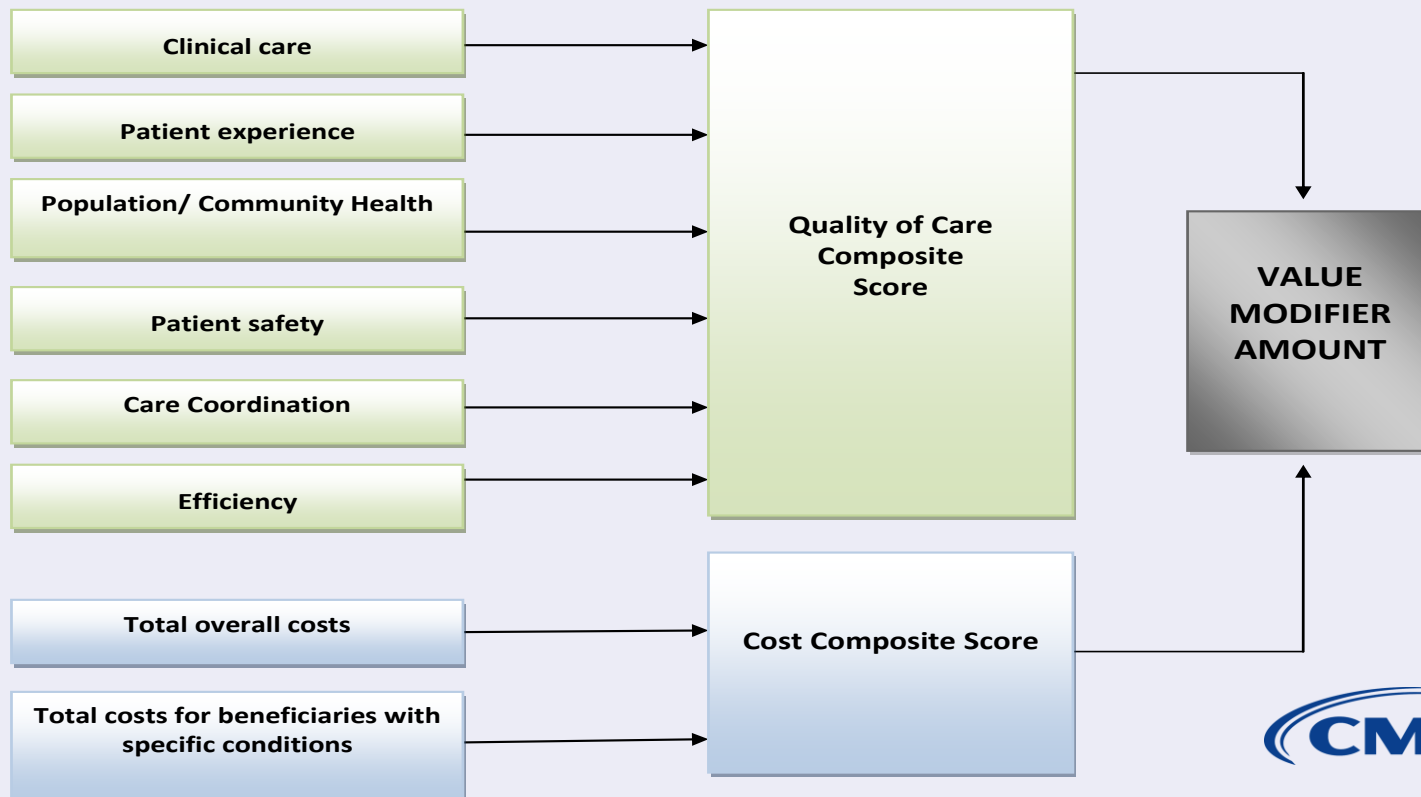 Clinical care
Patient experience
Population/ Community Health
Patient safety
Care Coordination
Efficiency
Total overall costs
Total costs for beneficiaries with
specific conditions
Quality of Care
Composite
Score
Cost Composite Score
VALUE
MODIFIER
AMOUNT
CM